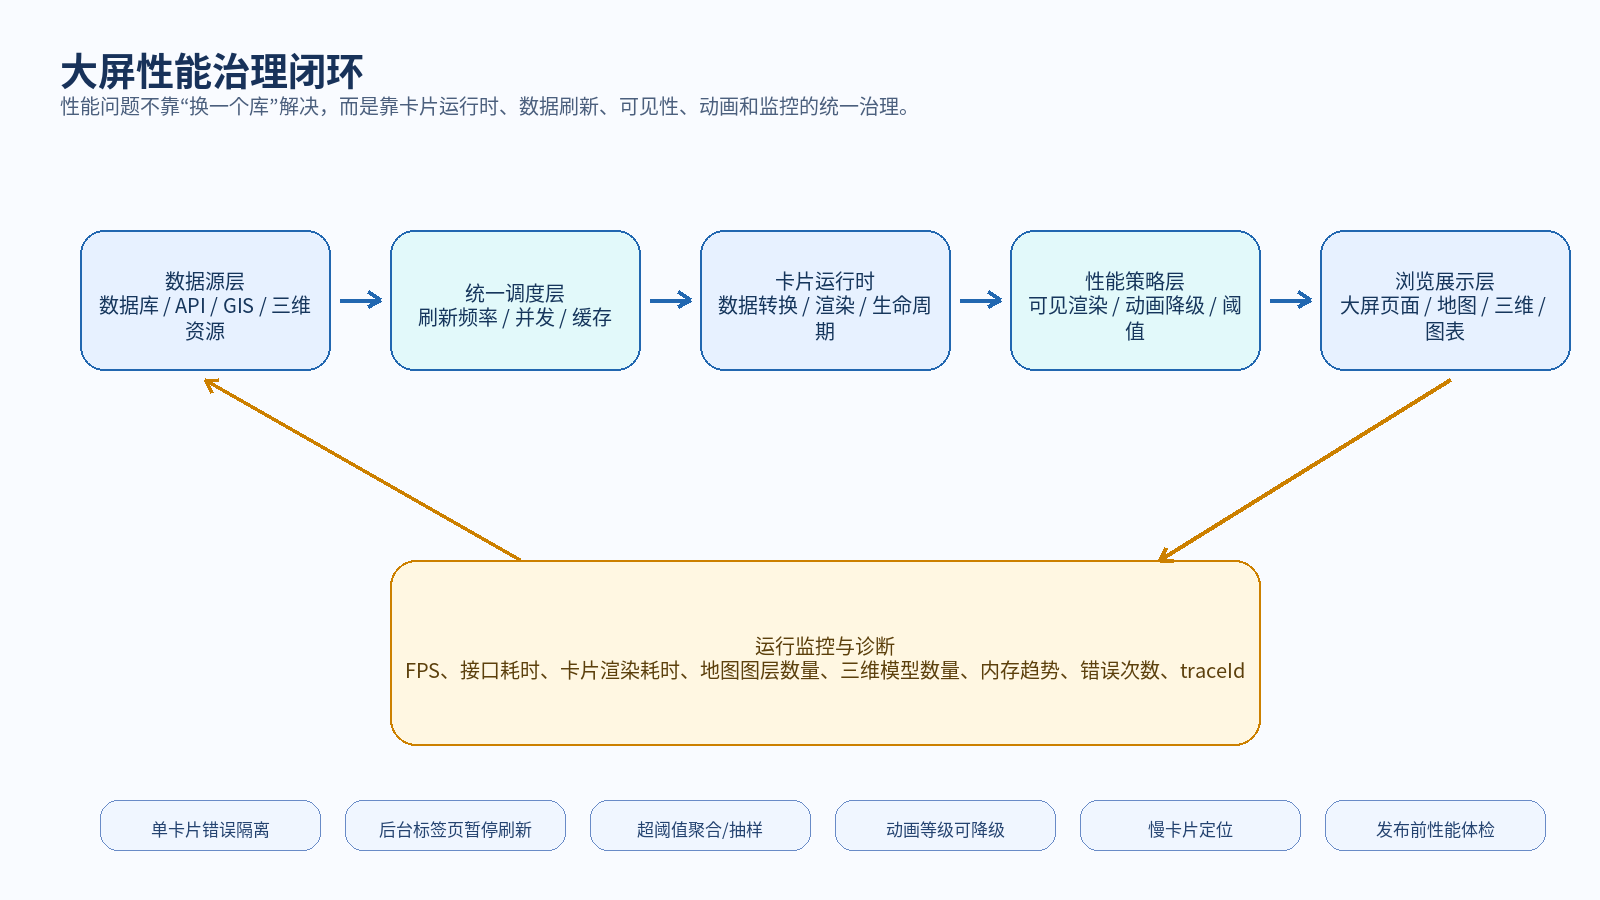 大屏性能治理闭环
性能问题不靠“换一个库”解决，而是靠卡片运行时、数据刷新、可见性、动画和监控的统一治理。
数据源层
数据库 / API / GIS / 三维
资源
统一调度层
刷新频率 / 并发 / 缓存
卡片运行时
数据转换 / 渲染 / 生命周
期
性能策略层
可见渲染 / 动画降级 / 阈
值
浏览展示层
大屏页面 / 地图 / 三维 /
图表
运行监控与诊断
FPS、接口耗时、卡片渲染耗时、地图图层数量、三维模型数量、内存趋势、错误次数、traceId
单卡片错误隔离
后台标签页暂停刷新
超阈值聚合/抽样
动画等级可降级
慢卡片定位
发布前性能体检